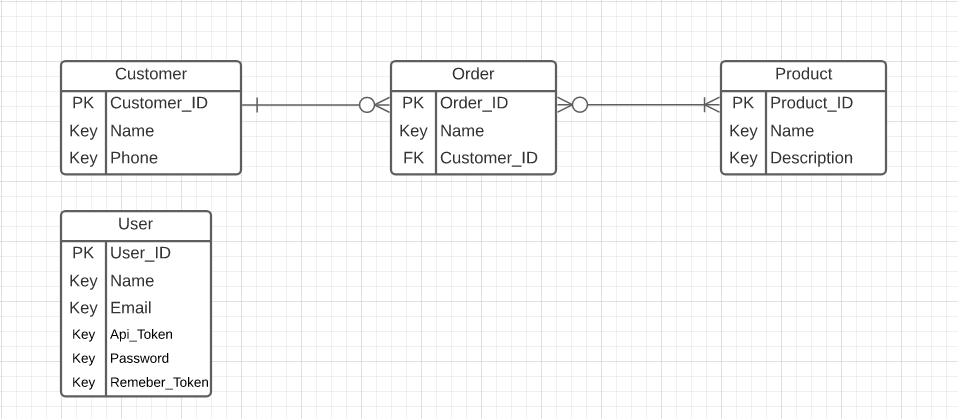 Customer
PK Customer_ID
Key Name
Key Phone
Order
PK Order_ID
Key Name
FK Customer_ID
Product
PK Product_ID
Key Name
Key Description
User
PK User_ID
Key Name
Key Email
Key Api_Token
Key Password
Key Remeber_Token